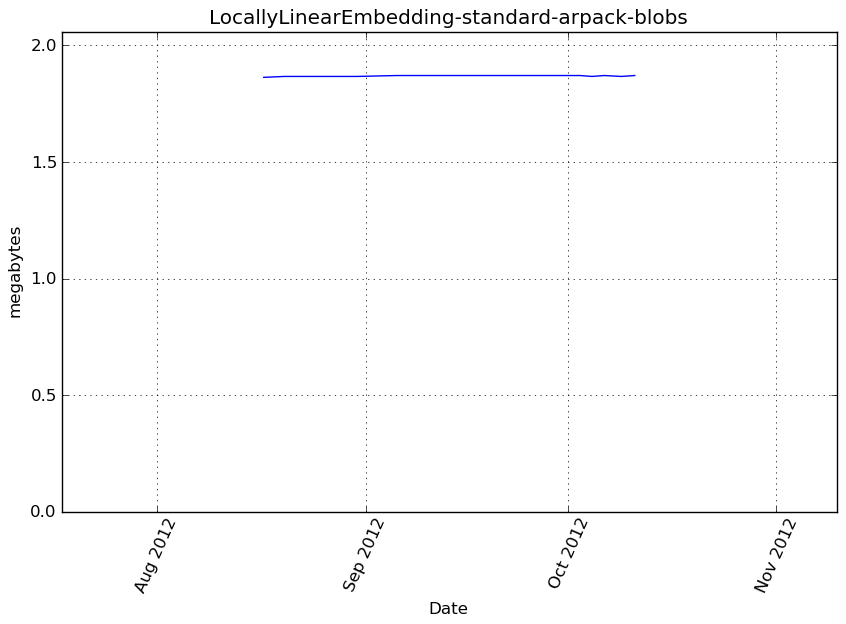 LocallyLinearEmbedding-standard-arpack-blobs
2.0
1.5
1.0
0.5
0.0
megabytes
Aug 2012
Sep 2012
Oct 2012
Nov 2012
Date